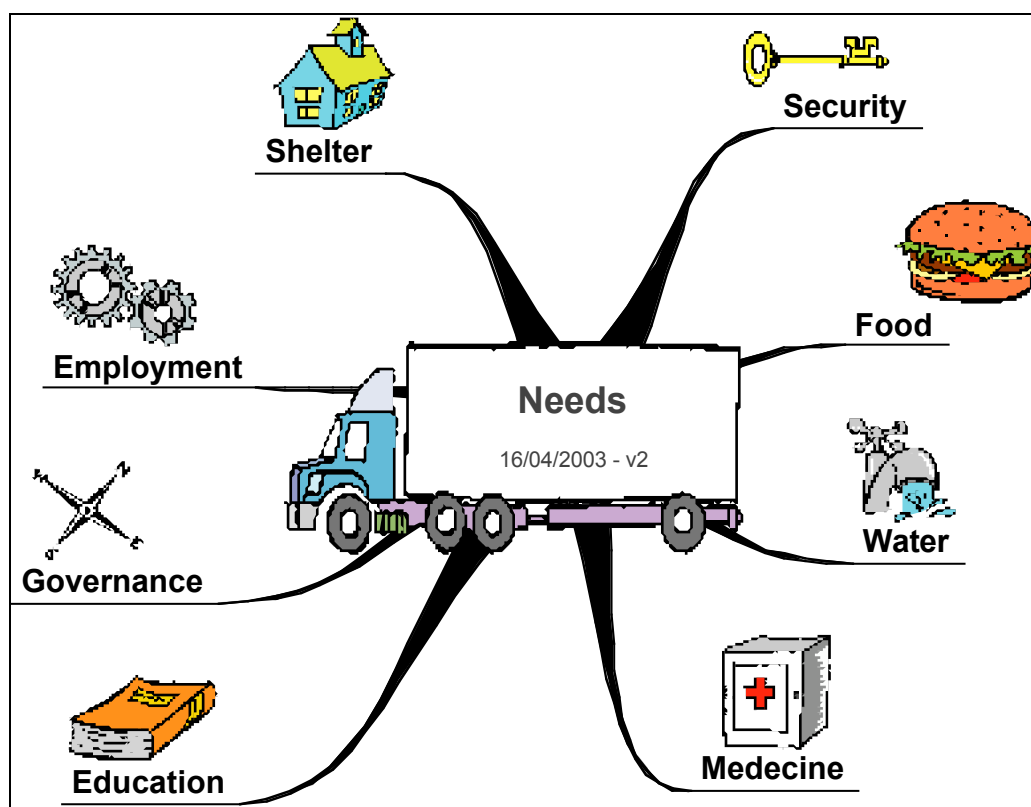 Shelter
Security
Employment
Food
Needs
16/04/2003 - v2
Governance
Water
Education
Medecine